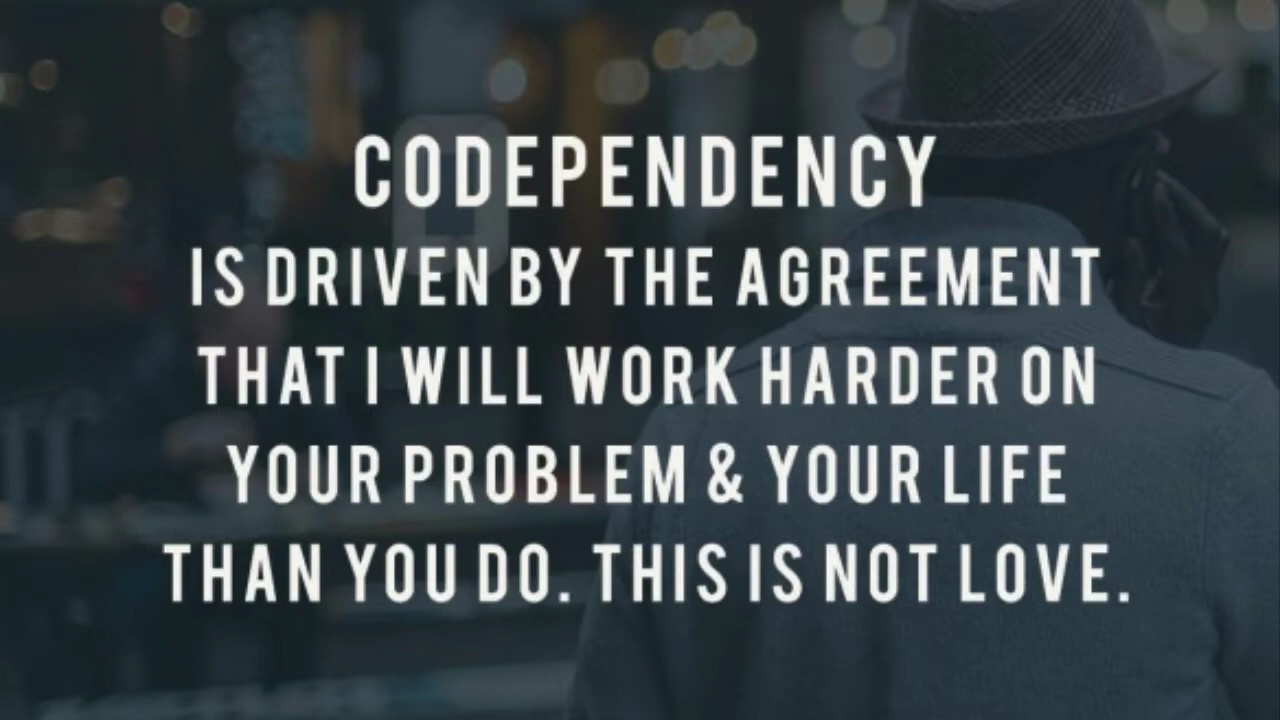 CODEPENDENCY
IS DRIVEN BY THE AGREEMENT
THAT I WILL WORK HARDER ON
YOUR PROBLEM & YOUR LIFE
THAN YOU DO. THIS IS NOT LOVE.